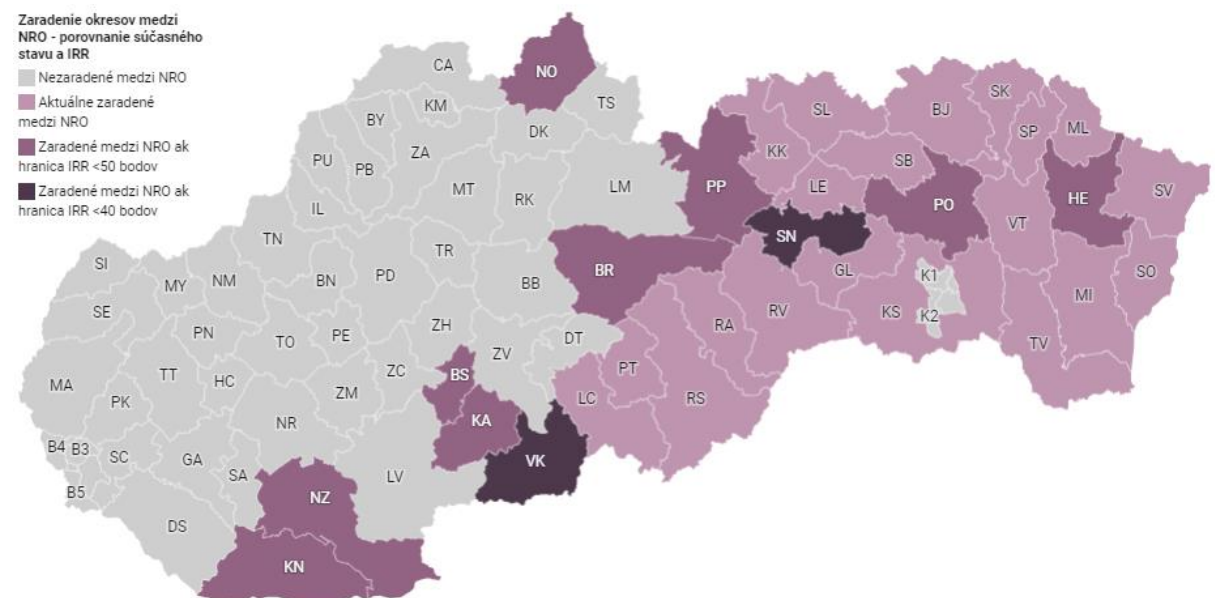 Zaradenie okresov medzi
NRO - porovnanie súčasného
stavu a IRR
Nezaradené medzi NRO
Aktuálne zaradené
medzi NRO
Zaradené medzi NRO ak
hranica IRR <50 bodov
Zaradené medzi NRO ak
hranica IRR <40 bodov
CA
NO
KM
TS
BY
DK
ZA
PU
PB
MT
RK
LM
IL
TN
TR
SK
SL
BJ
SP
ML
KK
SB
PP
LE
HE
SV
PO
SN
VT
SI
MY
NM
BN
PD
BB
BR
GL
K1
SO
SE
PN
TO
PE
ZH
ZV
DT
RA
RV
KS
K2
MI
TV
MA
TT
HC
ZM
ZC
BS
PT
PK
LC
RS
NR
KA
B4
B3
SC
GA
SA
LV
VK
B5
NZ
DS
KN